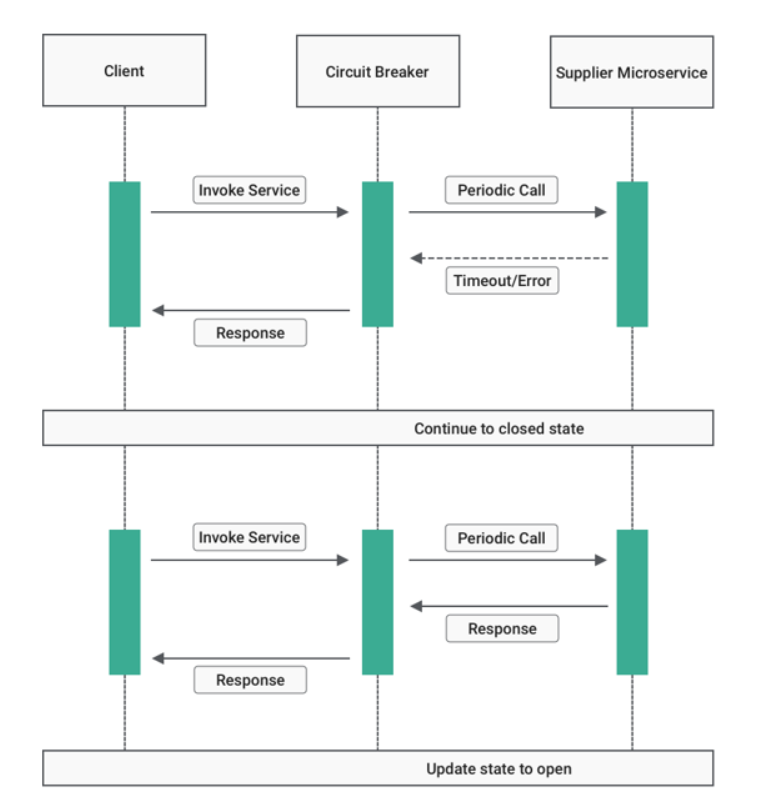 Client
Circuit Breaker
Supplier Microservice
Invoke Service
Periodic Call
Timeout/Error
Response
Continue to closed state
Invoke Service
Periodic Call
Response
Response
Update state to open